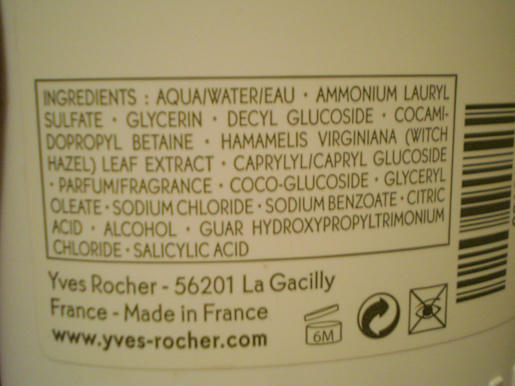 INGREDIENTS : AQUA/WATER/EAU · AMMONIUM LAURYL
SULFATE · GLYCERIN · DECYL GLUCOSIDE · COCAMI-
DOPROPYL BETAINE · HAMAMELIS VIRGINIANA (WITCH
HAZEL) LEAF EXTRACT · CAPRYLYL/CAPRYL GLUCOSIDE
· PARFUM/FRAGRANCE · COCO-GLUCOSIDE · GLYCERYL
OLEATE · SODIUM CHLORIDE · SODIUM BENZOATE · CITRIC
ACID · ALCOHOL · GUAR HYDROXYPROPYLTRIMONIUM
CHLORIDE · SALICYLIC ACID
Yves Rocher - 56201 La Gacilly
France - Made in France
www.yves-rocher.com
6M